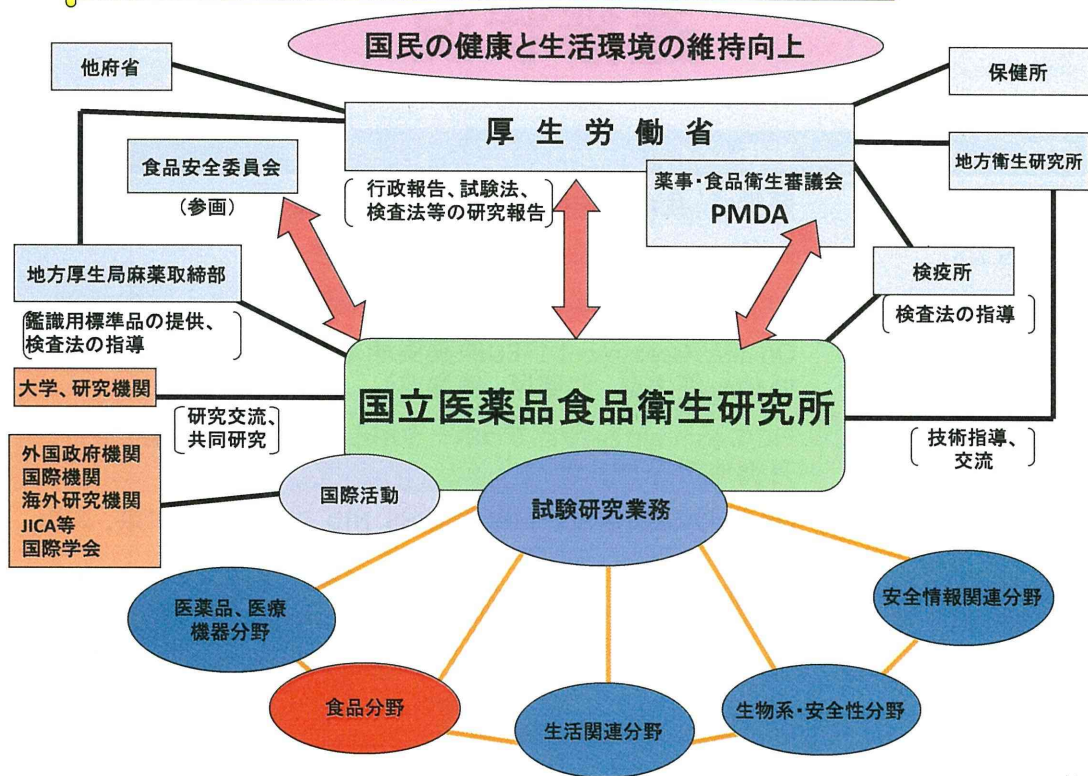 国民の健康と生活環境の維持向上
他府省
保健所
厚生労働省
食品安全委員会
(参画)
行政報告、試験法、
検査法等の研究報告
薬事・食品衛生審議会
PMDA
地方衛生研究所
地方厚生局麻薬取締部
検疫所
鑑識用標準品の提供、
検査法の指導
検査法の指導
大学、研究機関
国立医薬品食品衛生研究所
研究交流、
共同研究
技術指導、
交流
外国政府機関
国際機関
海外研究機関
JICA等
国際学会
国際活動
試験研究業務
医薬品、医療
機器分野
安全情報関連分野
食品分野
生活関連分野
生物系・安全性分野